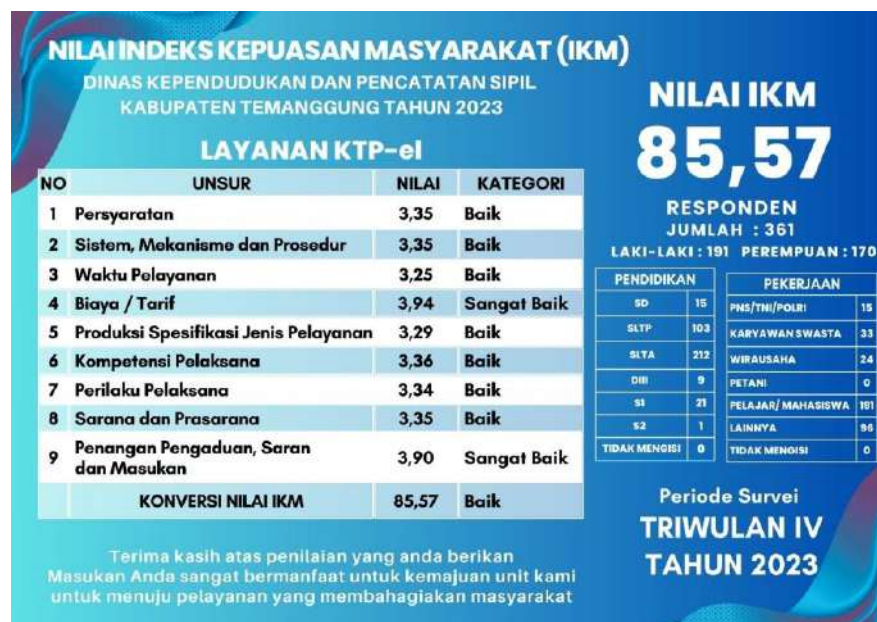 NILAI INDEKS KEPUASAN MASYARAKAT (IKM)
DINAS KEPENDUDUKAN DAN PENCATATAN SIPIL
KABUPATEN TEMANGGUNG TAHUN 2023
LAYANAN KTP-el
NO UNSUR NILAI KATEGORI
1 Persyaratan 3,35 Baik
2 Sistem, Mekanisme dan Prosedur 3,35 Baik
3 Waktu Pelayanan 3,25 Baik
4 Biaya / Tarif 3,94 Sangat Baik
5 Produksi Spesifikasi Jenis Pelayanan 3,29 Baik
6 Kompetensi Pelaksana 3,36 Baik
7 Perilaku Pelaksana 3,34 Baik
8 Sarana dan Prasarana 3,35 Baik
9 Penangan Pengaduan, Saran
dan Masukan 3,90 Sangat Baik
KONVERSI NILAI IKM 85,57 Baik
Terima kasih atas penilaian yang anda berikan
Masukan Anda sangat bermanfaat untuk kemajuan unit kami
untuk menuju pelayanan yang membahagiakan masyarakat
NILAI IKM
85,57
RESPONDEN
JUMLAH : 361
LAKI-LAKI : 191 PEREMPUAN : 170
PENDIDIKAN
SD 15
SLTP 103
SLTA 212
DIII 9
S1 21
S2 1
TIDAK MENGISI 0
PEKERJAAN
PNS/TNI/POLRI 15
KARYAWAN SWASTA 33
WIRAUSAHA 24
PETANI 0
PELAJAR/ MAHASISWA
LAINNYA
TIDAK MENGISI 0
Periode Survei
TRIWULAN IV
TAHUN 2023